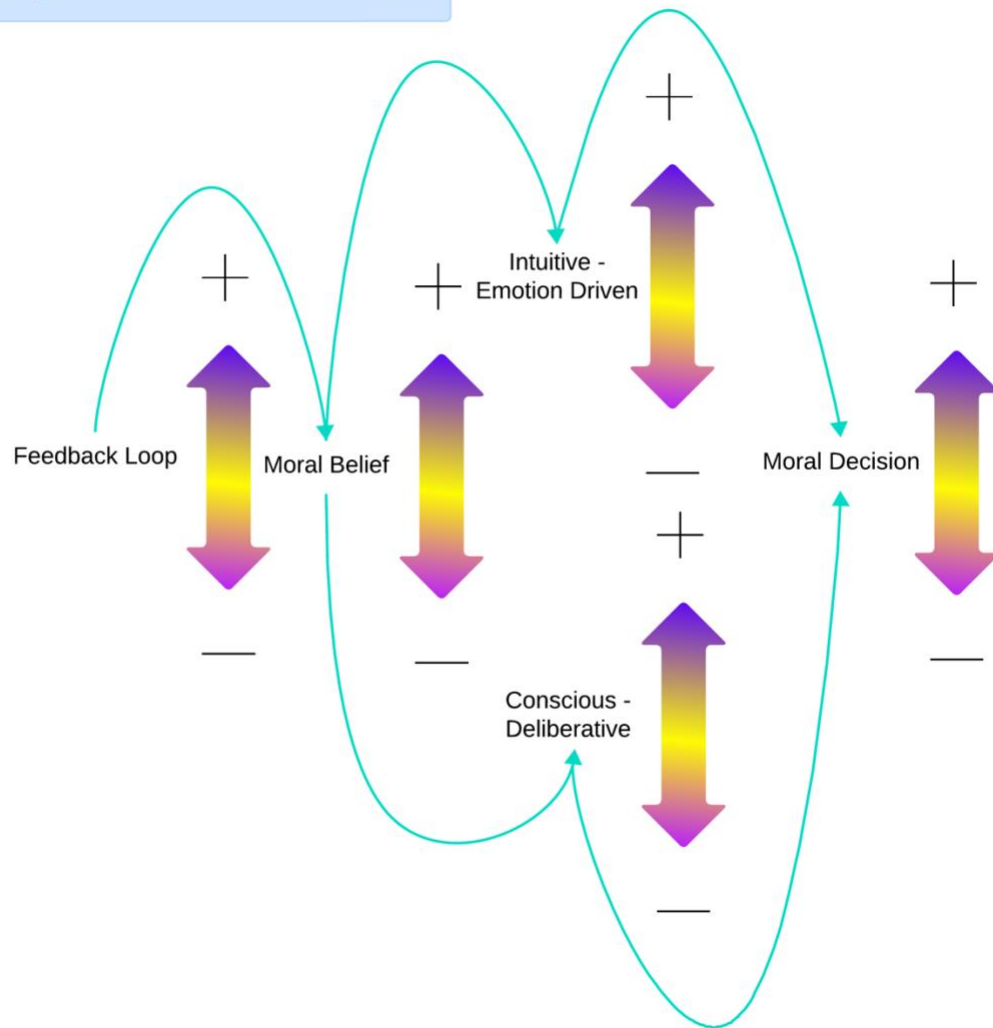 Intuitive -
Emotion Driven
Feedback Loop
Moral Belief
Moral Decision
Conscious -
Deliberative